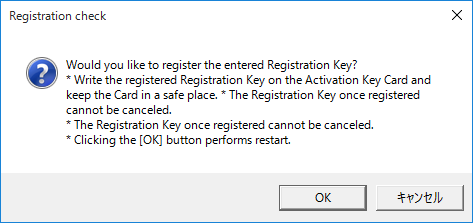 Registration check
Would you like to register the entered Registration Key?
* Write the registered Registration Key on the Activation Key Card and
keep the Card in a safe place. * The Registration Key once registered
cannot be canceled.
* The Registration Key once registered cannot be canceled.
* Clicking the [OK] button performs restart.
OK
キャンセル